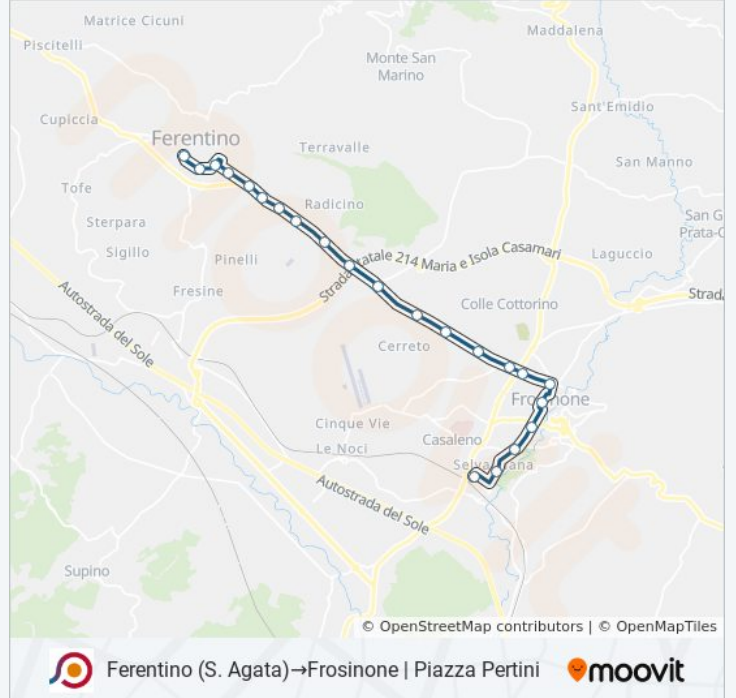 Matrice Cicuni
Maddalena
Piscitelli
Monte San
Marino
Sant'Emidio
Cupiccia
Ferentino
Terravalle
San Manno
Tofe
Radicino
Sterpara
San G
Prata-C
Sigillo
Pinelli
Strada Statale 214 Maria e Isola Casamari
Laguccio
Fresine
Autostrada del Sole
Colle Cottorino
Strad
Cerreto
Frosinone
Cinque Vie
Casaleno
Le Noci
Selva Piana
Autostrada del Sole
Supino
© OpenStreetMap contributors | © OpenMapTiles
Ferentino (S. Agata)→Frosinone | Piazza Pertini
moovit